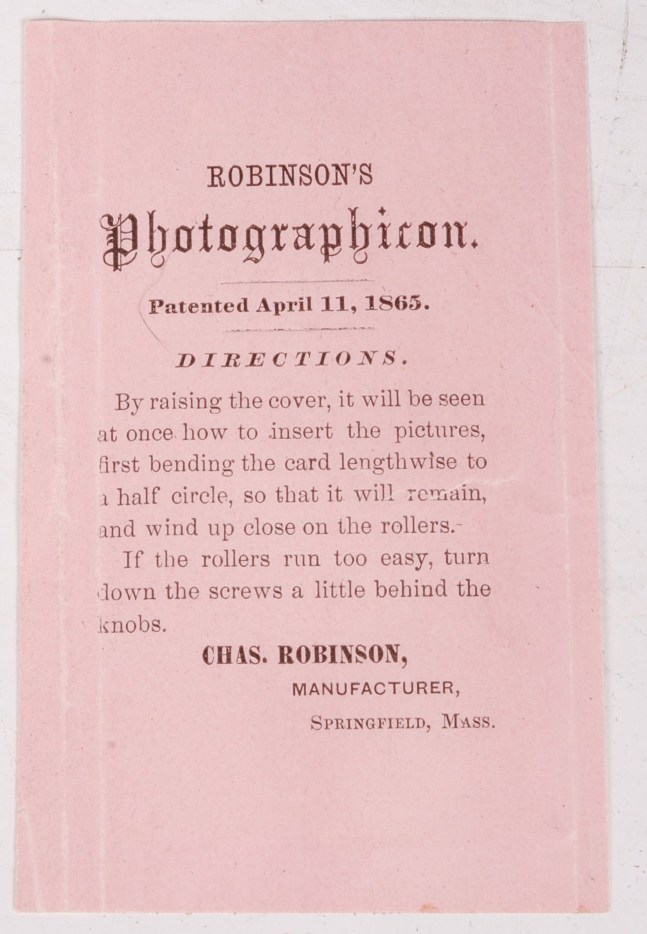 ROBINSON'S
Photographicon.
Patented April 11, 1865.
DIRECTIONS.
By raising the cover, it will be seen
at once how to insert the pictures,
first bending the card lengthwise to
a half circle, so that it will remain,
and wind up close on the rollers.
If the rollers run too easy, turn
down the screws a little behind the
knobs.
CHAS. ROBINSON,
MANUFACTURER,
SPRINGFIELD, MASS.